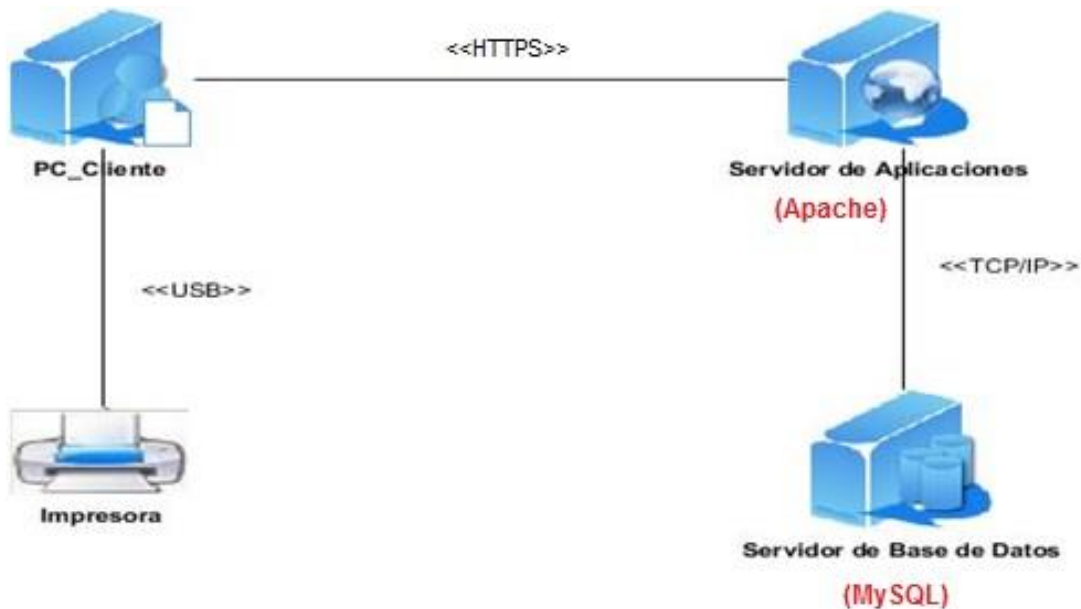 <<HTTPS>>
PC_Cliente
Servidor de Aplicaciones
(Apache)
<<USB>>
<<TCP/IP>>
Impresora
Servidor de Base de Datos
(MySQL)